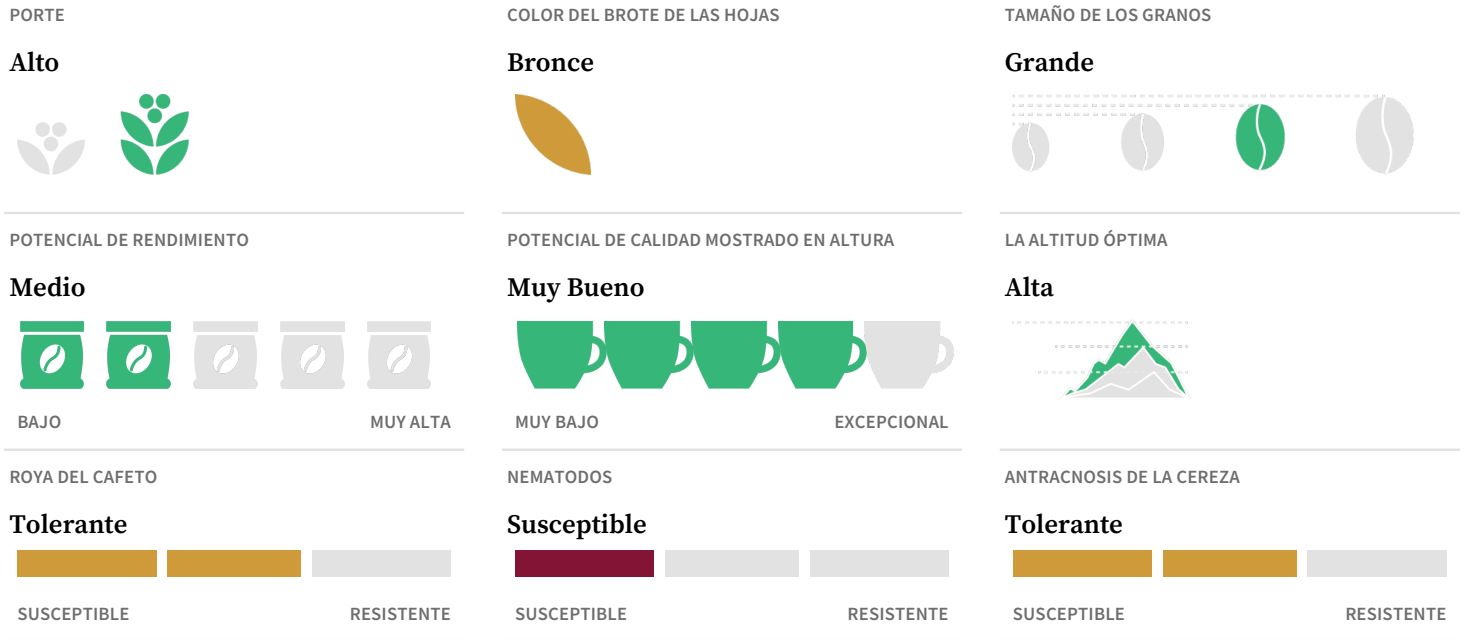 PORTE
Alto
COLOR DEL BROTE DE LAS HOJAS
Bronce
TAMAÑO DE LOS GRANOS
Grande
POTENCIAL DE RENDIMIENTO
Medio
BAJO
MUY ALTA
POTENCIAL DE CALIDAD MOSTRADO EN ALTURA
Muy Bueno
MUY BAJO
EXCEPCIONAL
LA ALTITUD ÓPTIMA
Alta
ROYA DEL CAFETO
Tolerante
SUSCEPTIBLE
RESISTENTE
NEMATODOS
Susceptible
SUSCEPTIBLE
RESISTENTE
ANTRACNOSIS DE LA CEREZA
Tolerante
SUSCEPTIBLE
RESISTENTE